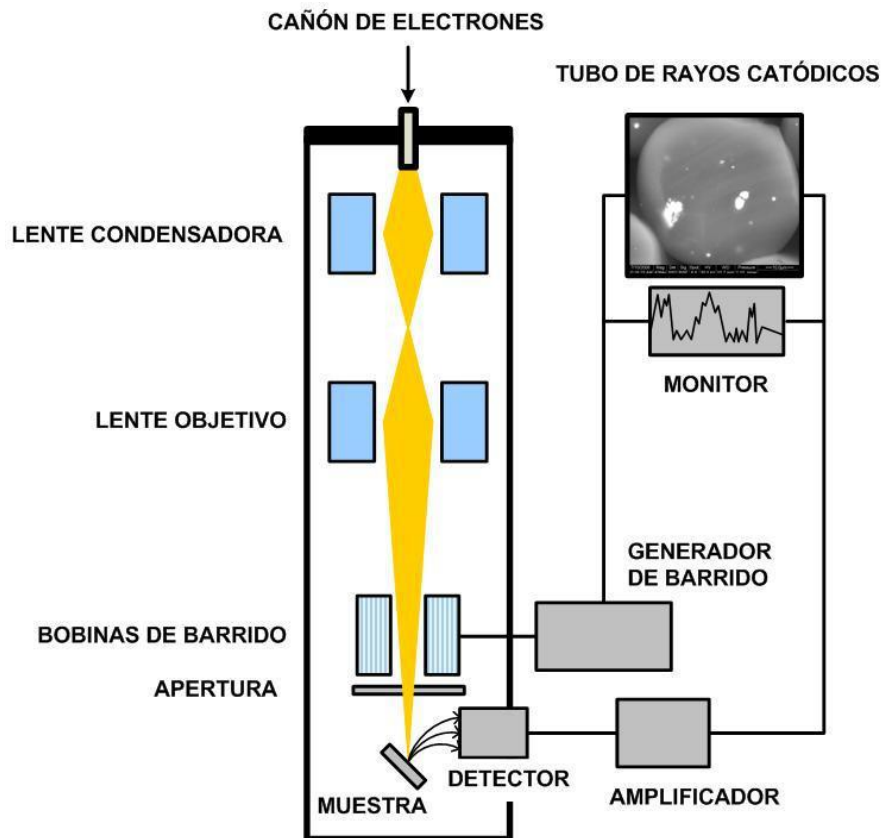 CAÑÓN DE ELECTRONES
TUBO DE RAYOS CATÓDICOS
LENTE CONDENSADORA
MONITOR
LENTE OBJETIVO
GENERADOR
DE BARRIDO
BOBINAS DE BARRIDO
APERTURA
DETECTOR
AMPLIFICADOR
MUESTRA